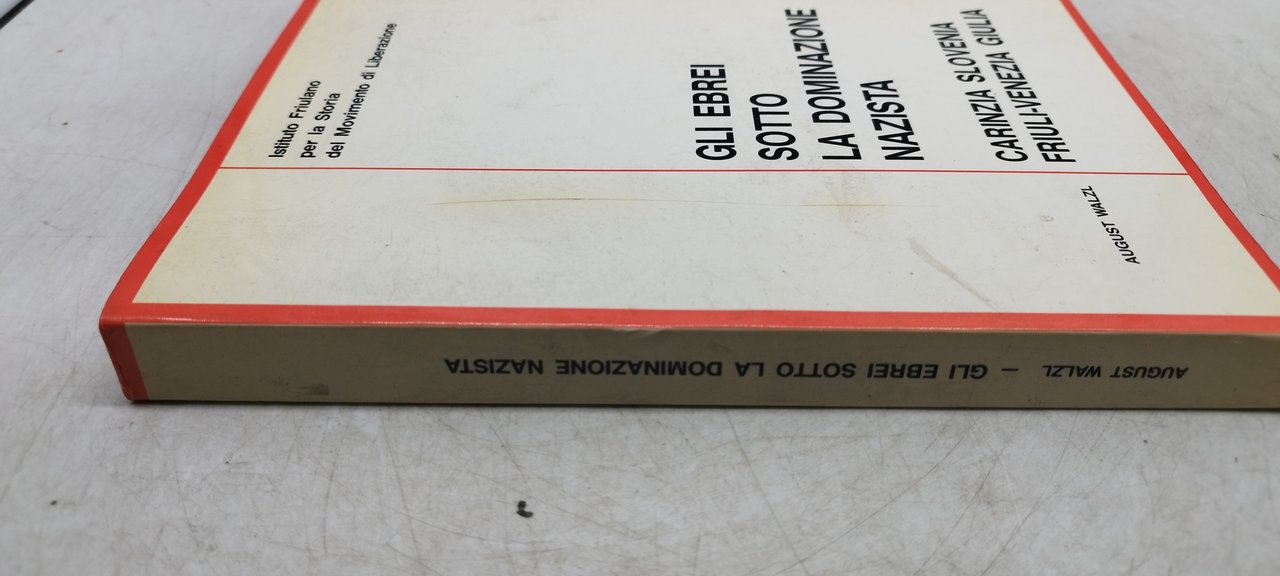 Istituto Friulano
per la Storia
del Movimento di Liberazione
GLI EBREI
SOTTO
LA DOMINAZIONE
NAZISTA
CARINZIA SLOVENIA
FRIULI-VENEZIA GIULIA
AUGUST WALZL
AUGUST WALZL - GLI EBREI SOTTO LA DOMINAZIONE NAZISTA